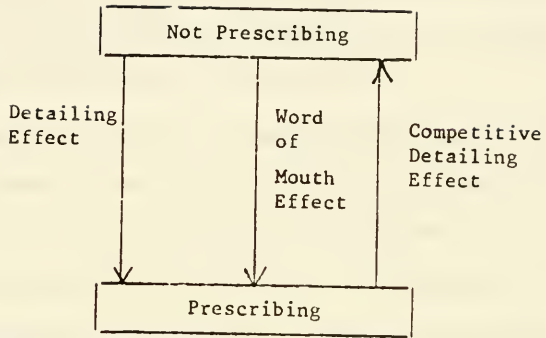 Not Prescribing
Detailing
Effect
Word
of
Mouth
Effect
Competitive
Detailing
Effect
Prescribing